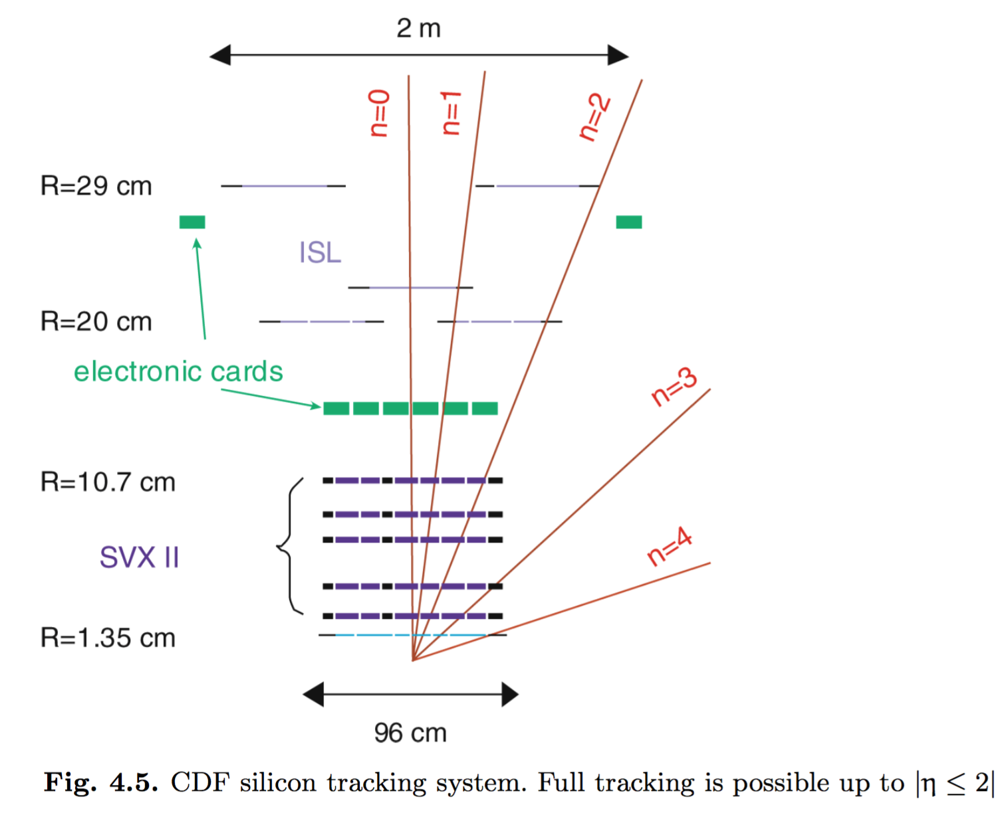 2 m
n=0
n=1
n=2
R=29 cm
ISL
R=20 cm
electronic cards
n=3
R=10.7 cm
n=4
SVX II
R=1.35 cm
96 cm
Fig. 4.5. CDF silicon tracking system. Full tracking is possible up to |η ≤ 2|